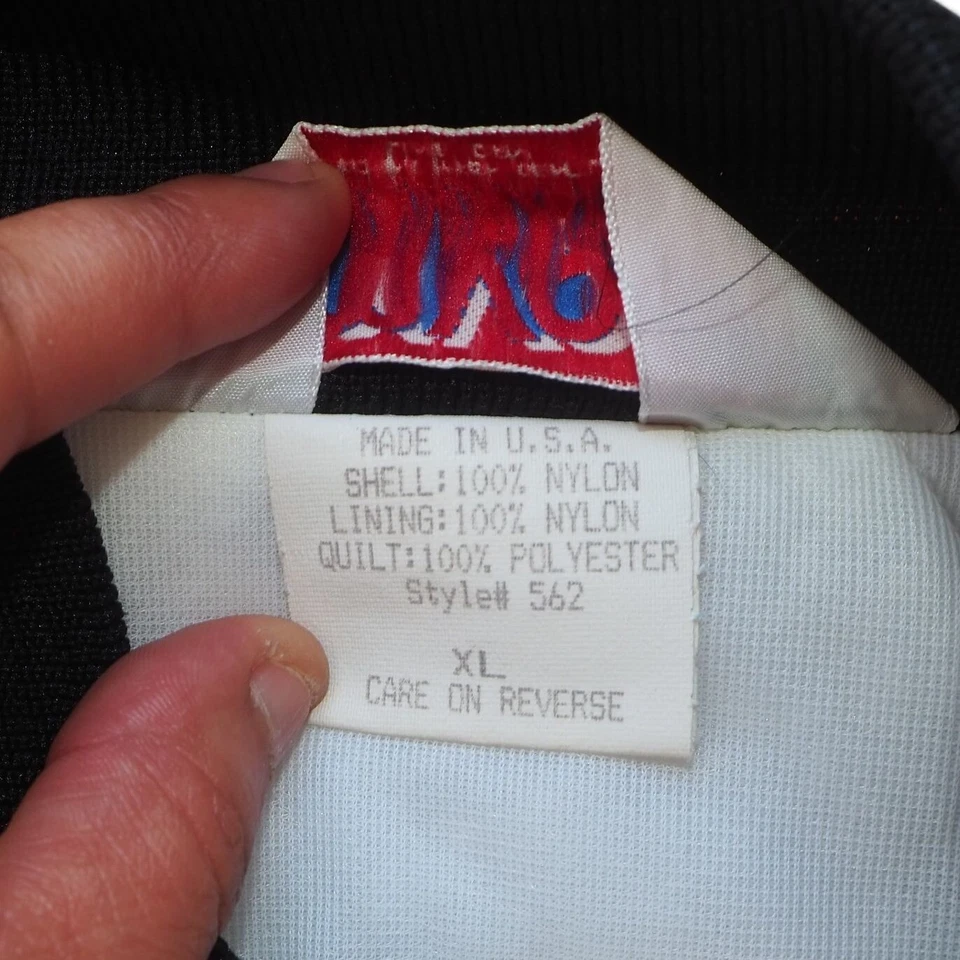 MADE IN U.S.A.
SHELL:100% NYLON
LINING:100% NYLON
QUILT:100% POLYESTER
Style# 562
XL
CARE ON REVERSE